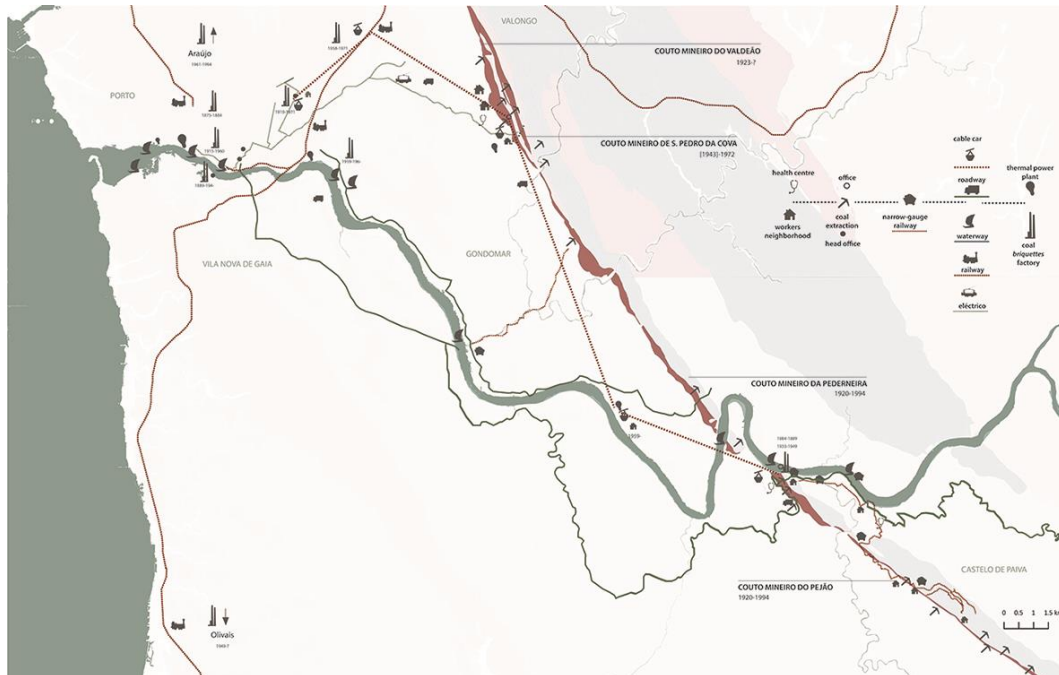 VALONGO
COUTO MINEIRO DO VALDEÃO
1923-?
Araújo
PORTO
COUTO MINEIRO DE S. PEDRO DA COVA
[1943]-1972
health centre
office
cable car
roadway
thermal power
plant
workers
neighborhood
coal
extraction
head office
narrow-gauge
railway
waterway
coal
briquettes
factory
railway
eléctrico
VILA NOVA DE GAIA
GONDOMAR
COUTO MINEIRO DA PEDERNEIRA
1920-1994
1959-
COUTO MINEIRO DO PEJÃO
1920-1994
CASTELO DE PAIVA
0 0.5 1 1.5 km
Olivais